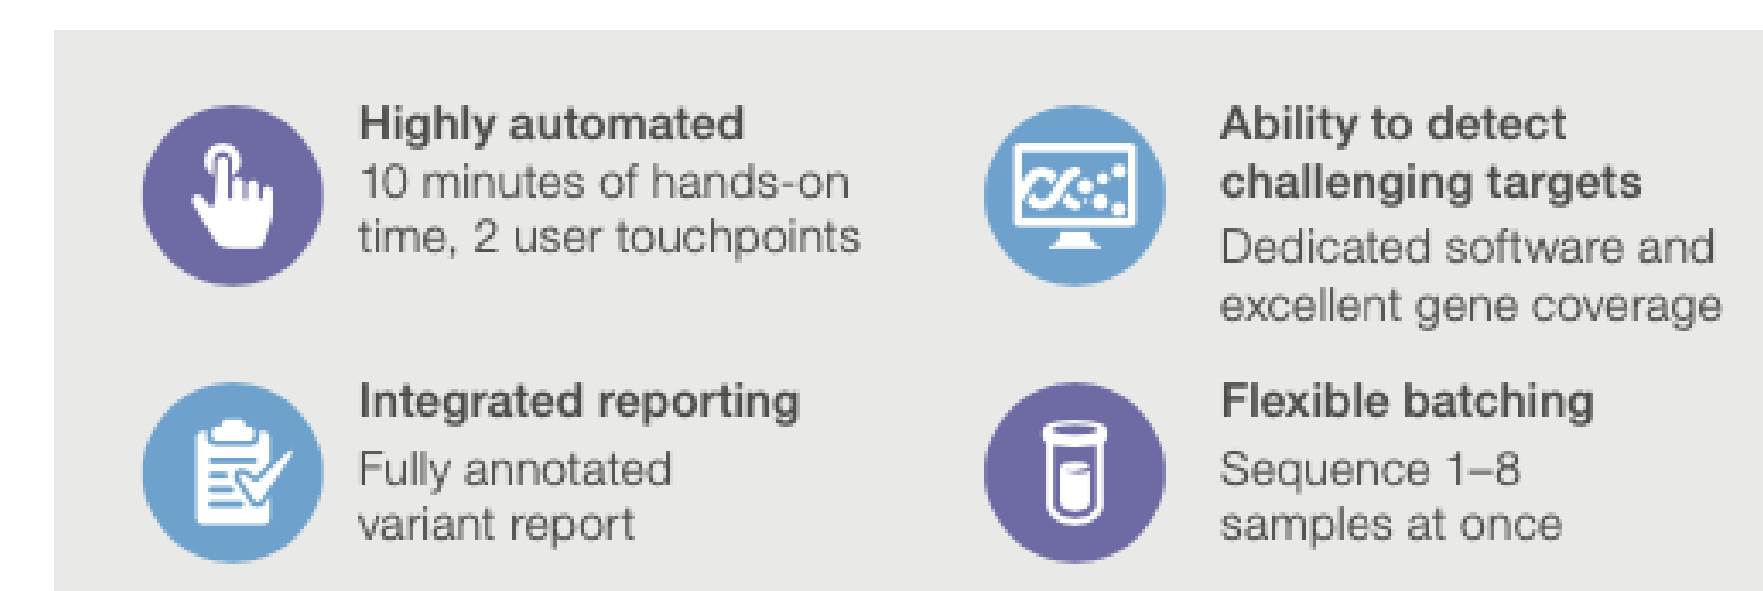 Highly automated
10 minutes of hands-on
time, 2 user touchpoints
Ability to detect
challenging targets
Dedicated software and
excellent gene coverage
Integrated reporting
Fully annotated
variant report
Flexible batching
Sequence 1–8
samples at once